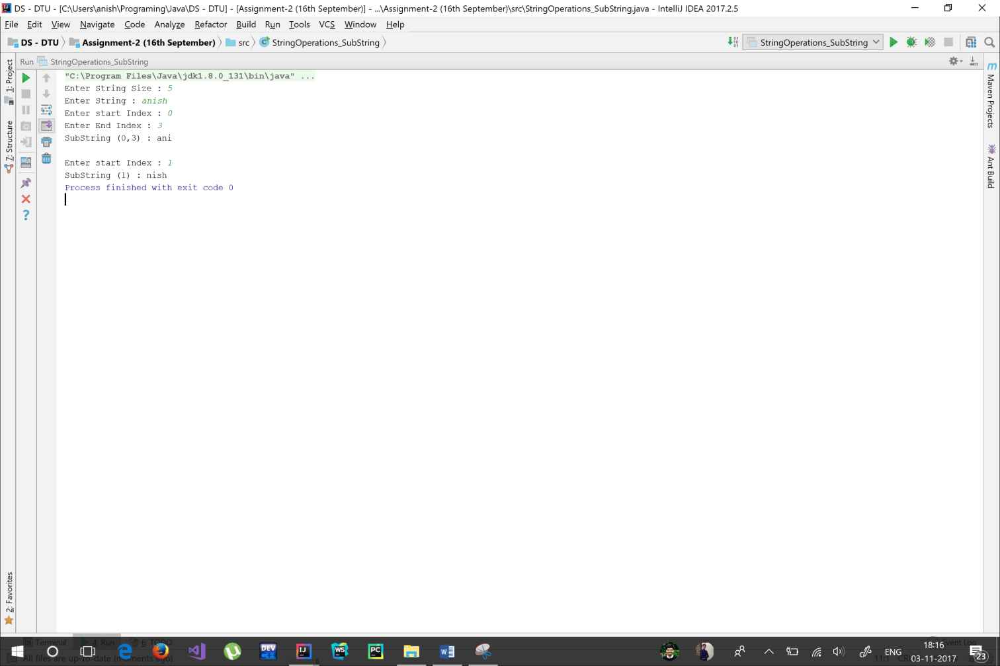 DS - DTU - [C:\Users\anish\Programing\Java\DS - DTU] - [Assignment-2 (16th September)] - ...\Assignment-2 (16th September)\src\StringOperations_SubString.java - IntelliJ IDEA 2017.2.5
File Edit View Navigate Code Analyze Refactor Build Run Tools VCS Window Help
DS - DTU Assignment-2 (16th September) src StringOperations_SubString StringOperations_SubString
Run StringOperations_SubString
1: Project
Z: Structure
2: Favorites
"C:\Program Files\Java\jdk1.8.0_131\bin\java" ...
Enter String Size : 5
Enter String : anish
Enter start Index : 0
Enter End Index : 3
SubString (0,3) : ani
Enter start Index : 1
SubString (1) : nish
Process finished with exit code 0
Maven Projects
Ant Build
Terminal 4: Run 6: TODO Event Log
All files are up-to-date (moments ago) 11:1
DEV
IJ
WS
PC
ENG
18:16
03-11-2017
23